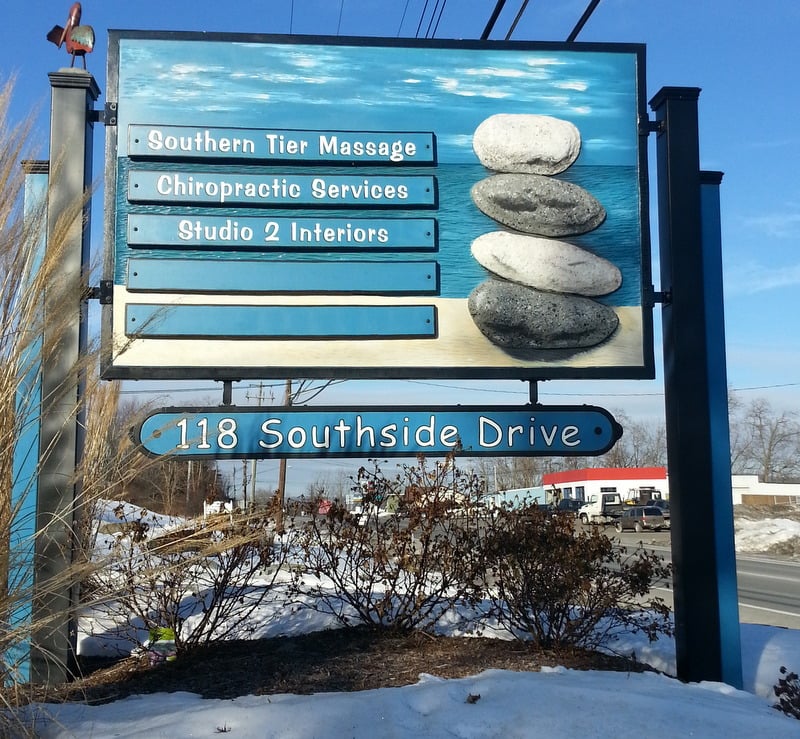 Southern Tier Massage
Chiropractic Services
Studio 2 Interiors
118 Southside Drive